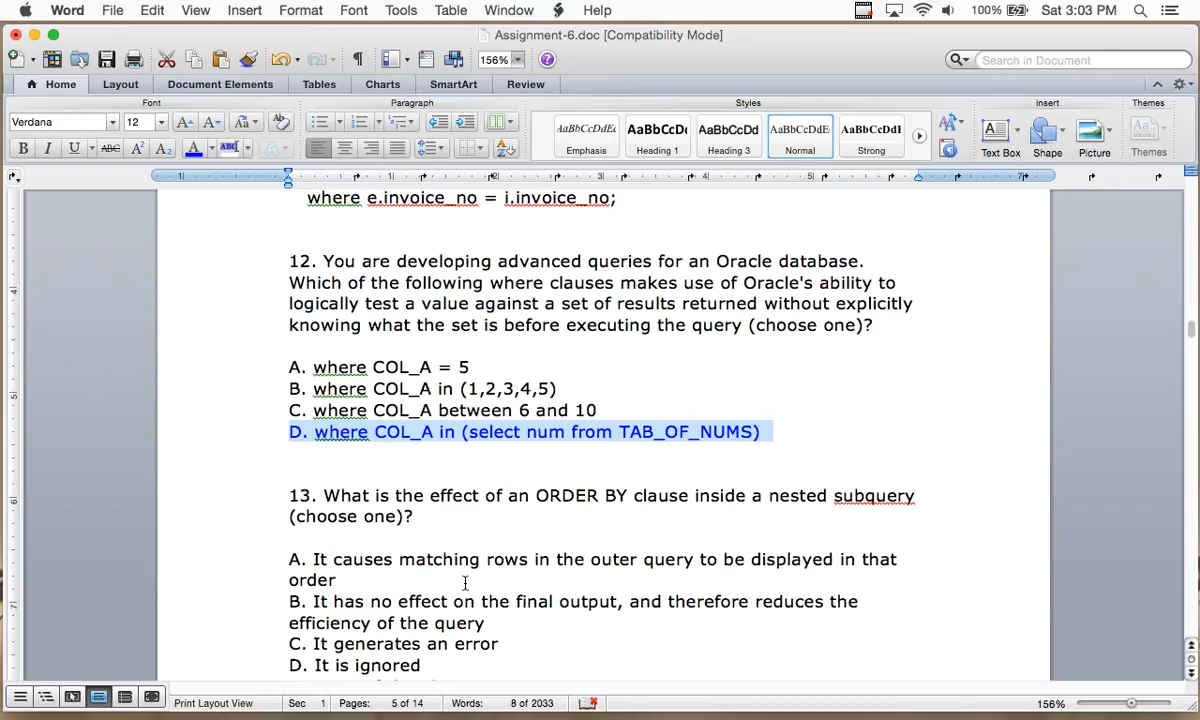 Word File Edit View Insert Format Font Tools Table Window Help 100% Sat 3:03 PM
Assignment-6.doc [Compatibility Mode]
156% Search in Document
Home Layout Document Elements Tables Charts SmartArt Review
Font Paragraph Styles Insert Themes
Verdana 12
AaBbCcDdEe AaBbCcDc AaBbCcDd AaBbCcDdE AaBbCcDdI
Emphasis Heading 1 Heading 3 Normal Strong Text Box Shape Picture Themes
B I U ABC A² A₂ A ABC A
where e.invoice_no = i.invoice_no;
12. You are developing advanced queries for an Oracle database.
Which of the following where clauses makes use of Oracle's ability to
logically test a value against a set of results returned without explicitly
knowing what the set is before executing the query (choose one)?
A. where COL_A = 5
B. where COL_A in (1,2,3,4,5)
C. where COL_A between 6 and 10
D. where COL_A in (select num from TAB_OF_NUMS)
13. What is the effect of an ORDER BY clause inside a nested subquery
(choose one)?
A. It causes matching rows in the outer query to be displayed in that
order
B. It has no effect on the final output, and therefore reduces the
efficiency of the query
C. It generates an error
D. It is ignored
Print Layout View Sec 1 Pages: 5 of 14 Words: 8 of 2033 156%